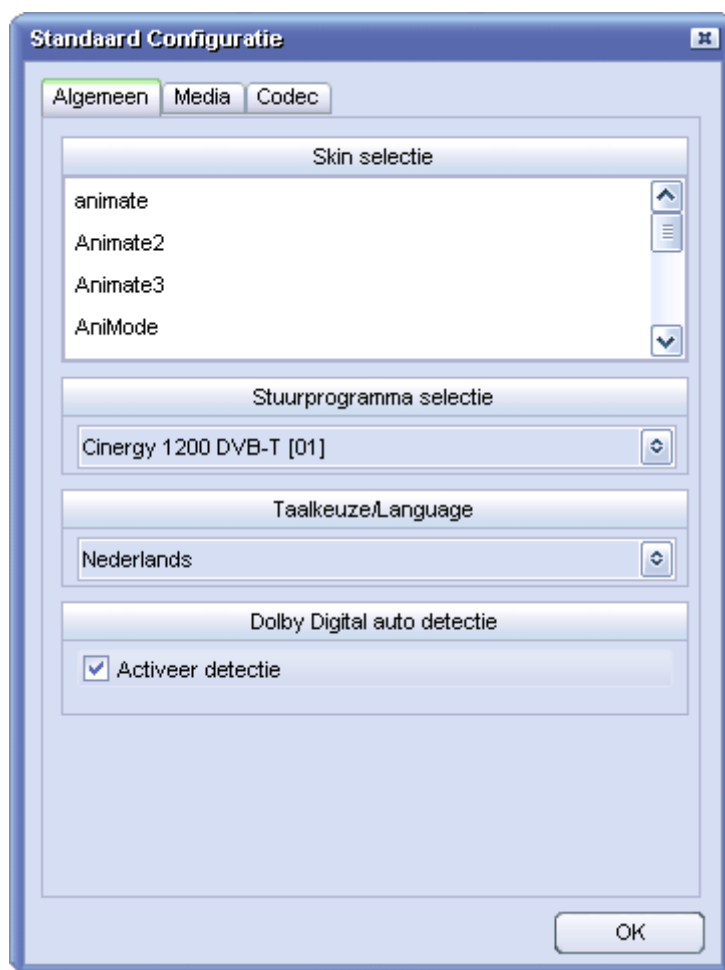 Standaard Configuratie
Algemeen Media Codec
Skin selectie
animate
Animate2
Animate3
AniMode
Stuurprogramma selectie
Cinergy 1200 DVB-T [01]
Taalkeuze/Language
Nederlands
Dolby Digital auto detectie
Activeer detectie
OK